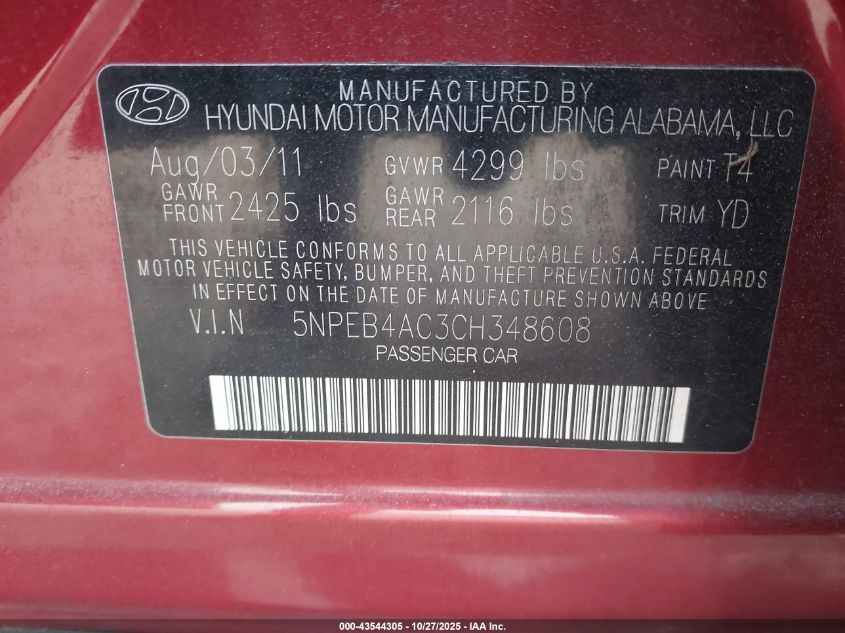 MANUFACTURED BY
HYUNDAI MOTOR MANUFACTURING ALABAMA, LLC
Aug/03/11 GVWR 4299 lbs PAINT T4
GAWR FRONT 2425 lbs GAWR REAR 2116 lbs TRIM YD
THIS VEHICLE CONFORMS TO ALL APPLICABLE U.S.A. FEDERAL
MOTOR VEHICLE SAFETY, BUMPER, AND THEFT PREVENTION STANDARDS
IN EFFECT ON THE DATE OF MANUFACTURE SHOWN ABOVE
V.I.N 5NPEB4AC3CH348608
PASSENGER CAR
000-43544305 - 10/27/2025 - IAA Inc.